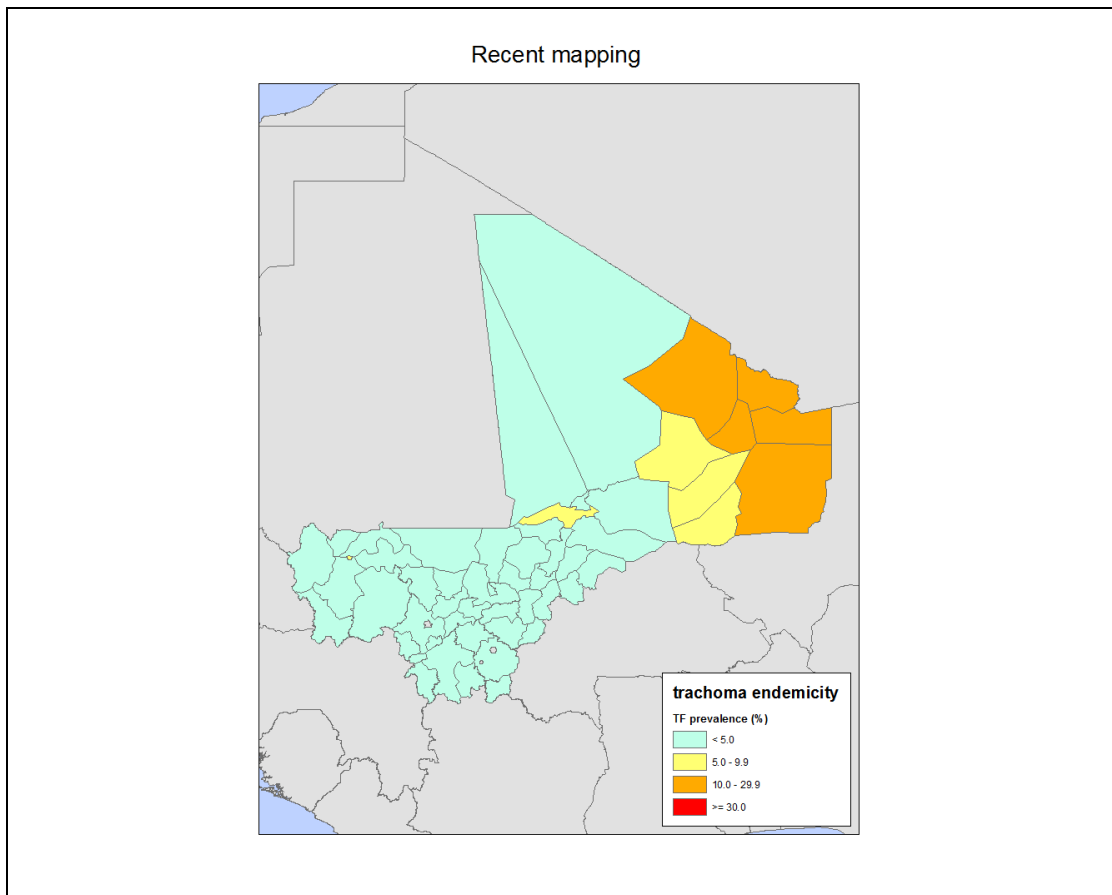 Recent mapping
trachoma endemicity
TF prevalence (%)
< 5.0
5.0 - 9.9
10.0 - 29.9
>= 30.0